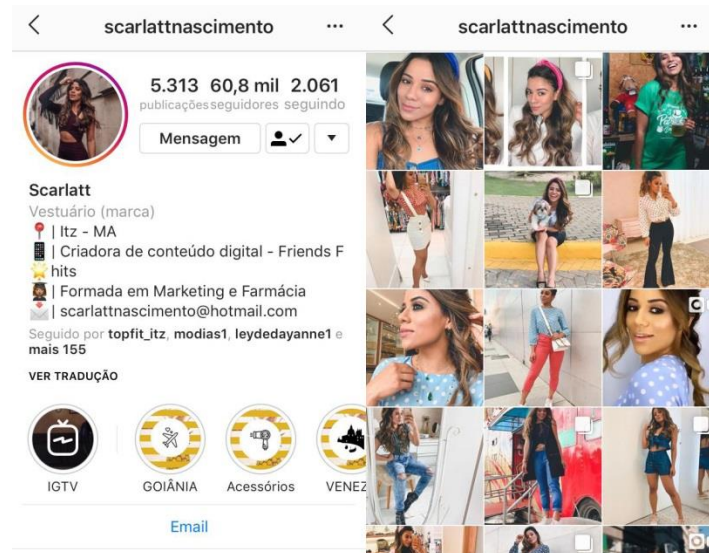 scarlattnascimento
5.313 60,8 mil 2.061
publicações seguidores seguindo
Mensagem
Scarlatt
Vestuário (marca)
| Itz - MA
| Criadora de conteúdo digital - Friends F
hits
| Formada em Marketing e Farmácia
| scarlattnascimento@hotmail.com
Seguido por topfit_itz, modias1, leydedayanne1 e
mais 155
VER TRADUÇÃO
IGTV GOIÂNIA Acessórios VENEZ
Email
scarlattnascimento